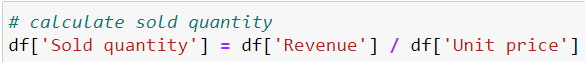 # calculate sold quantity
df['Sold quantity'] = df['Revenue'] / df['Unit price']